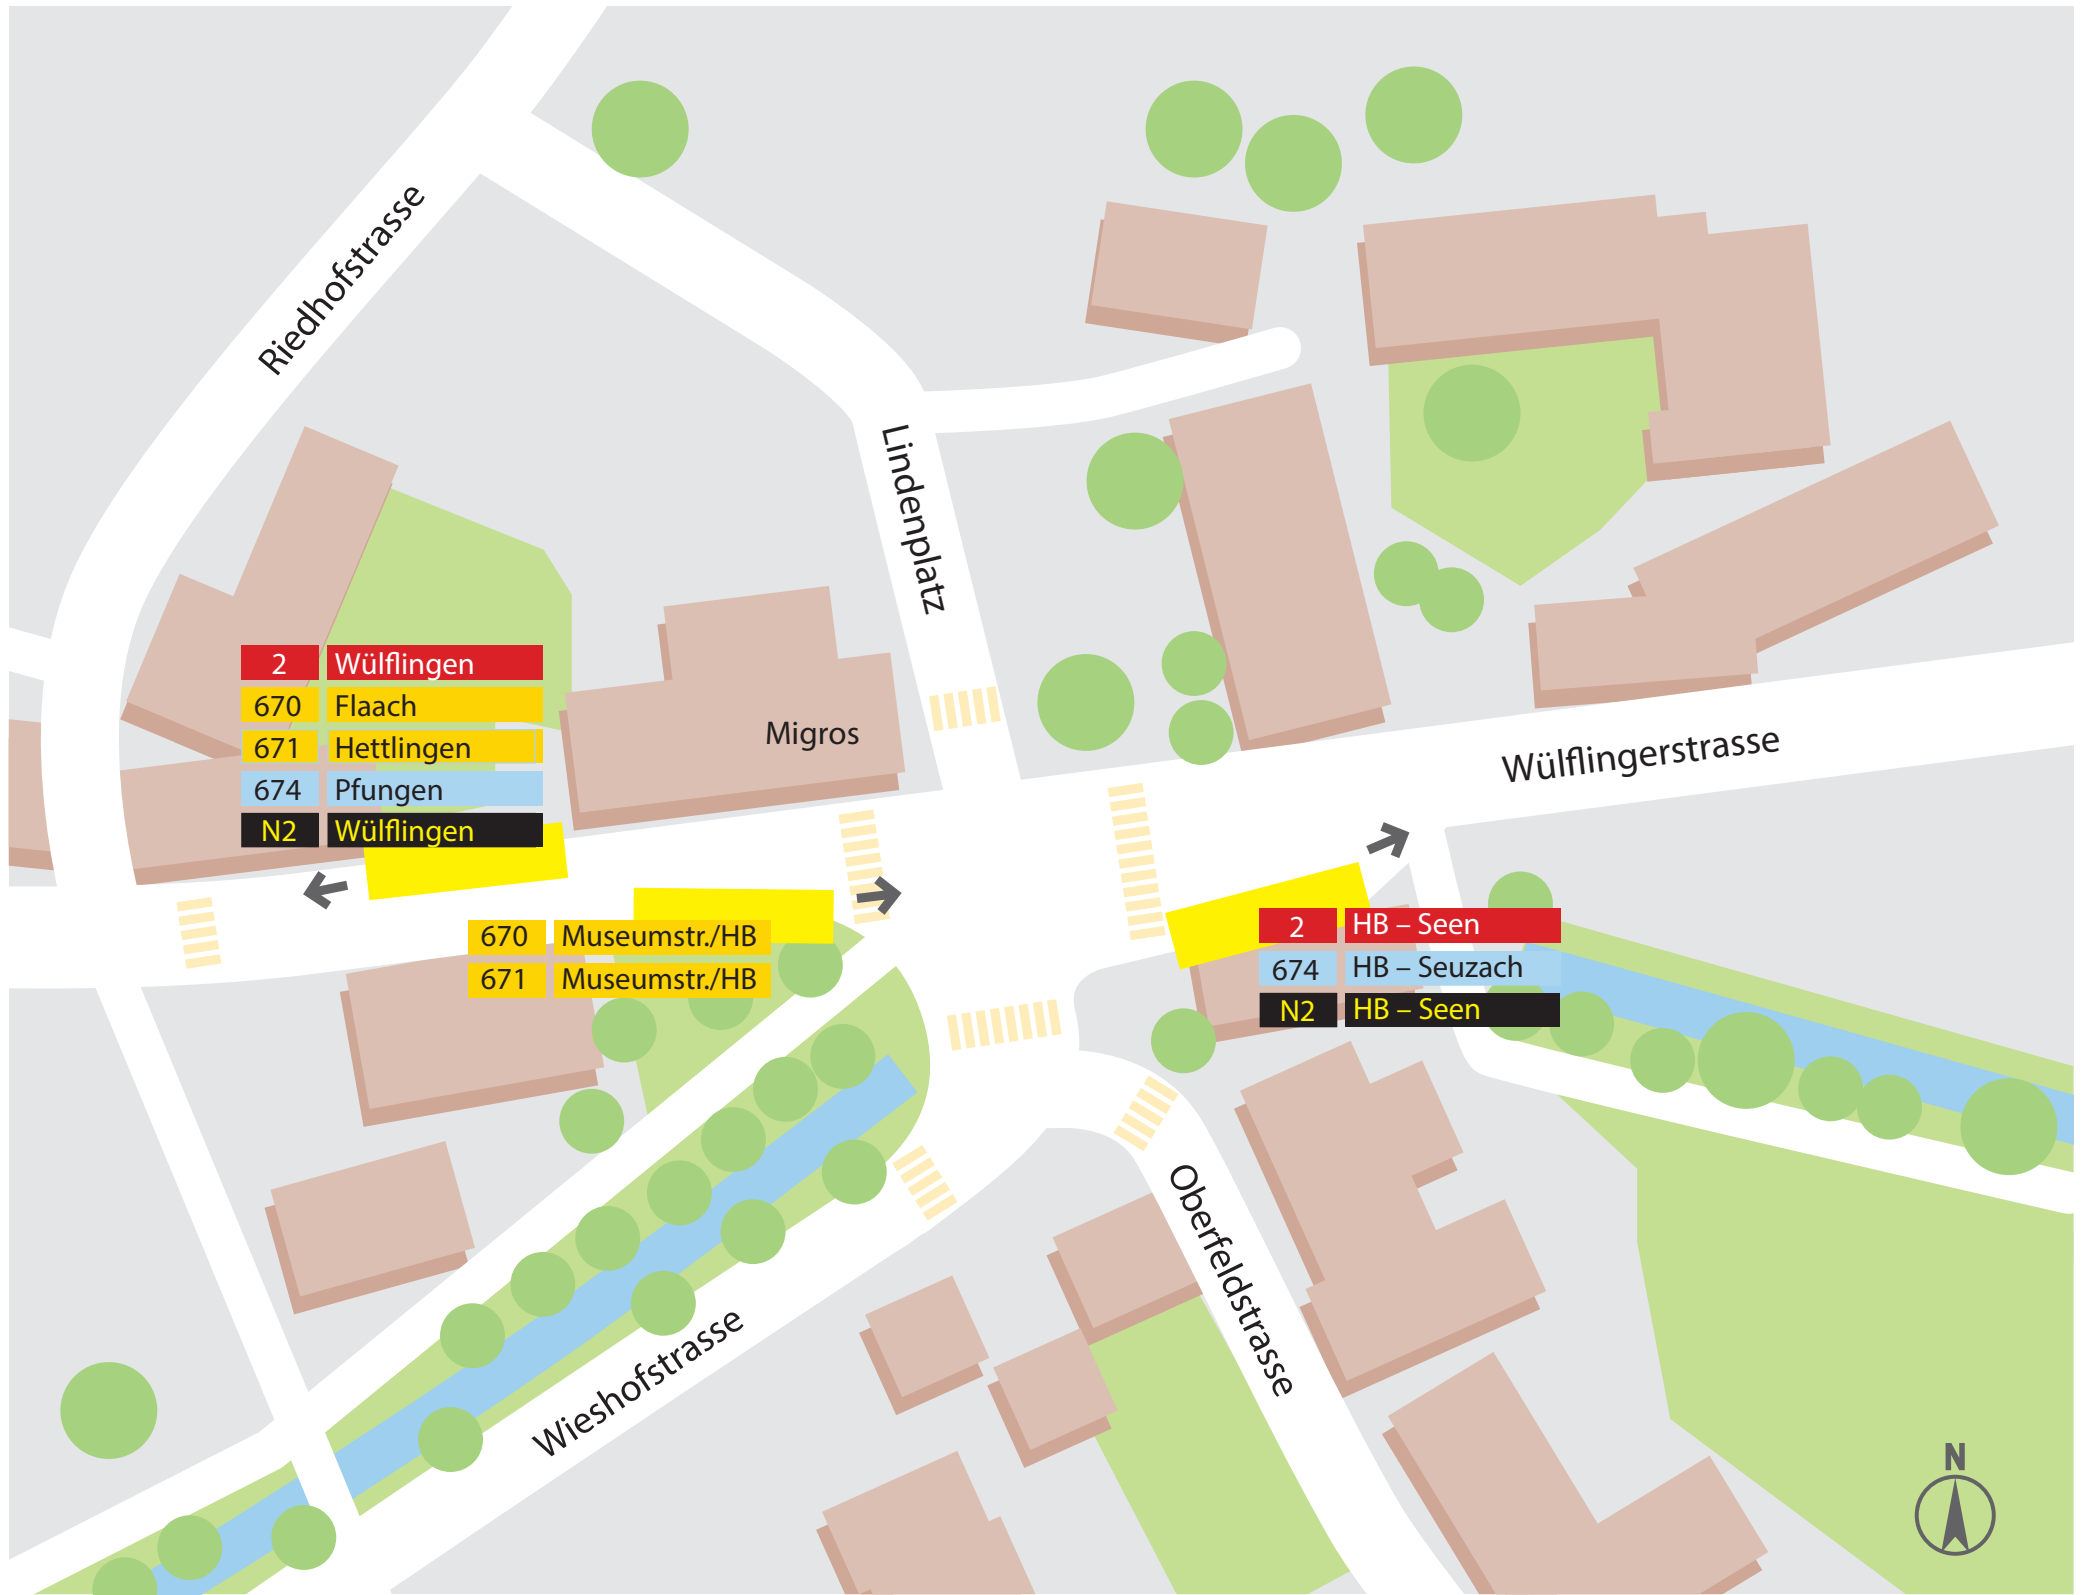 Riedhofstrasse
Lindenplatz
2 Wülflingen
670 Flaach
671 Hettlingen
674 Pfungen
N2 Wülflingen
Migros
Wülflingerstrasse
670 Museumstr./HB
671 Museumstr./HB
2 HB – Seen
674 HB – Seuzach
N2 HB – Seen
Oberfeldstrasse
Wieshofstrasse
N